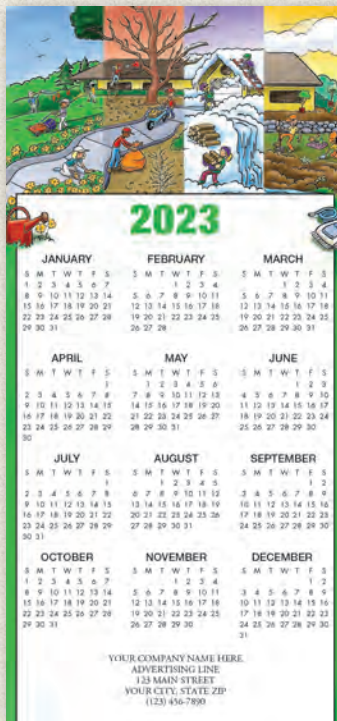 2023
JANUARY
S M T W T F S
1 2 3 4 5 6 7
8 9 10 11 12 13 14
15 16 17 18 19 20 21
22 23 24 25 26 27 28
29 30 31
FEBRUARY
S M T W T F S
1 2 3 4
5 6 7 8 9 10 11
12 13 14 15 16 17 18
19 20 21 22 23 24 25
26 27 28
MARCH
S M T W T F S
1 2 3 4
5 6 7 8 9 10 11
12 13 14 15 16 17 18
19 20 21 22 23 24 25
26 27 28 29 30 31
APRIL
S M T W T F S
1
2 3 4 5 6 7 8
9 10 11 12 13 14 15
16 17 18 19 20 21 22
23 24 25 26 27 28 29
30
MAY
S M T W T F S
1 2 3 4 5 6
7 8 9 10 11 12 13
14 15 16 17 18 19 20
21 22 23 24 25 26 27
28 29 30 31
JUNE
S M T W T F S
1 2 3
4 5 6 7 8 9 10
11 12 13 14 15 16 17
18 19 20 21 22 23 24
25 26 27 28 29 30
JULY
S M T W T F S
1
2 3 4 5 6 7 8
9 10 11 12 13 14 15
16 17 18 19 20 21 22
23 24 25 26 27 28 29
30 31
AUGUST
S M T W T F S
1 2 3 4 5
6 7 8 9 10 11 12
13 14 15 16 17 18 19
20 21 22 23 24 25 26
27 28 29 30 31
SEPTEMBER
S M T W T F S
1 2
3 4 5 6 7 8 9
10 11 12 13 14 15 16
17 18 19 20 21 22 23
24 25 26 27 28 29 30
OCTOBER
S M T W T F S
1 2 3 4 5 6 7
8 9 10 11 12 13 14
15 16 17 18 19 20 21
22 23 24 25 26 27 28
29 30 31
NOVEMBER
S M T W T F S
1 2 3 4
5 6 7 8 9 10 11
12 13 14 15 16 17 18
19 20 21 22 23 24 25
26 27 28 29 30
DECEMBER
S M T W T F S
1 2
3 4 5 6 7 8 9
10 11 12 13 14 15 16
17 18 19 20 21 22 23
24 25 26 27 28 29 30
31
YOUR COMPANY NAME HERE
ADVERTISING LINE
123 MAIN STREET
YOUR CITY, STATE ZIP
(123) 456-7890